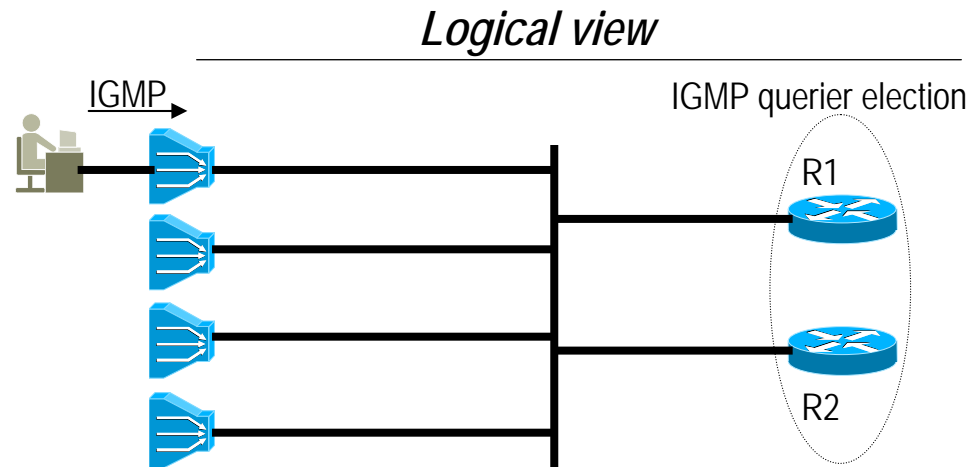 Logical view
IGMP
IGMP querier election
R1
R2